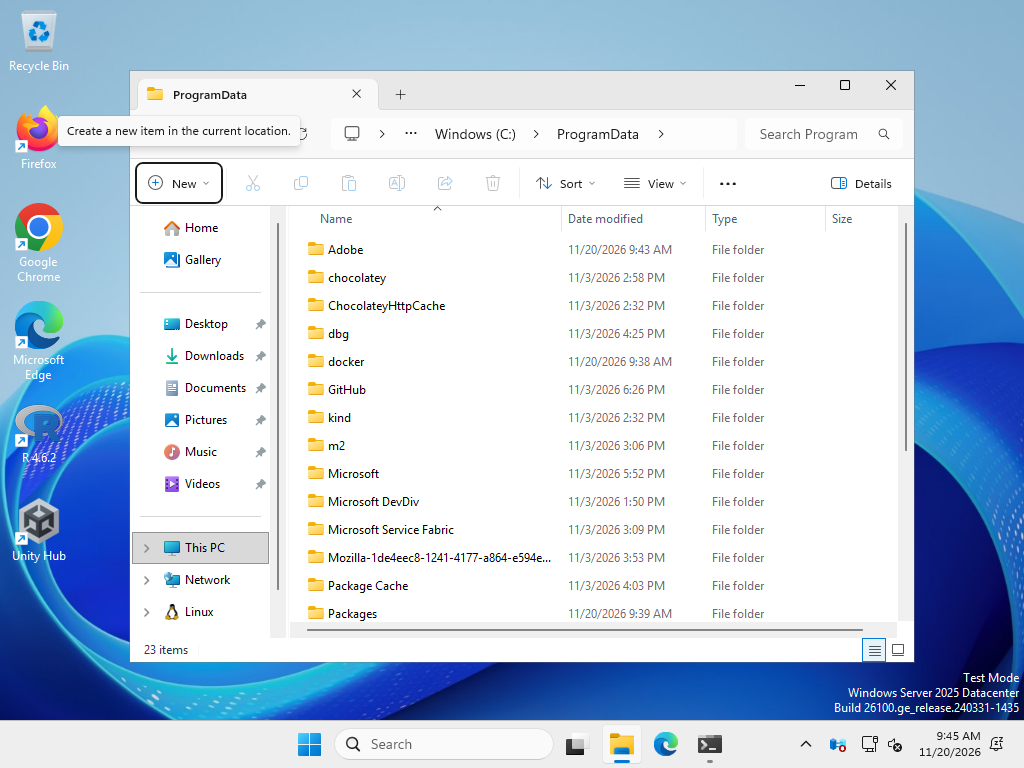 Recycle Bin
Firefox
Google
Chrome
Microsoft
Edge
R 4.6.2
Unity Hub
ProgramData
Create a new item in the current location.
Windows (C:)
ProgramData
Search Program
New
Sort
View
Details
Home
Gallery
Desktop
Downloads
Documents
Pictures
Music
Videos
This PC
Network
Linux
Name Date modified Type Size
Adobe 11/20/2026 9:43 AM File folder
chocolatey 11/3/2026 2:58 PM File folder
ChocolateyHttpCache 11/3/2026 2:32 PM File folder
dbg 11/3/2026 4:25 PM File folder
docker 11/20/2026 9:38 AM File folder
GitHub 11/3/2026 6:26 PM File folder
kind 11/3/2026 2:32 PM File folder
m2 11/3/2026 3:06 PM File folder
Microsoft 11/3/2026 5:52 PM File folder
Microsoft DevDiv 11/3/2026 1:50 PM File folder
Microsoft Service Fabric 11/3/2026 3:09 PM File folder
Mozilla-1de4eec8-1241-4177-a864-e594e... 11/3/2026 3:53 PM File folder
Package Cache 11/3/2026 4:03 PM File folder
Packages 11/20/2026 9:39 AM File folder
23 items
Test Mode
Windows Server 2025 Datacenter
Build 26100.ge_release.240331-1435
Search
9:45 AM
11/20/2026